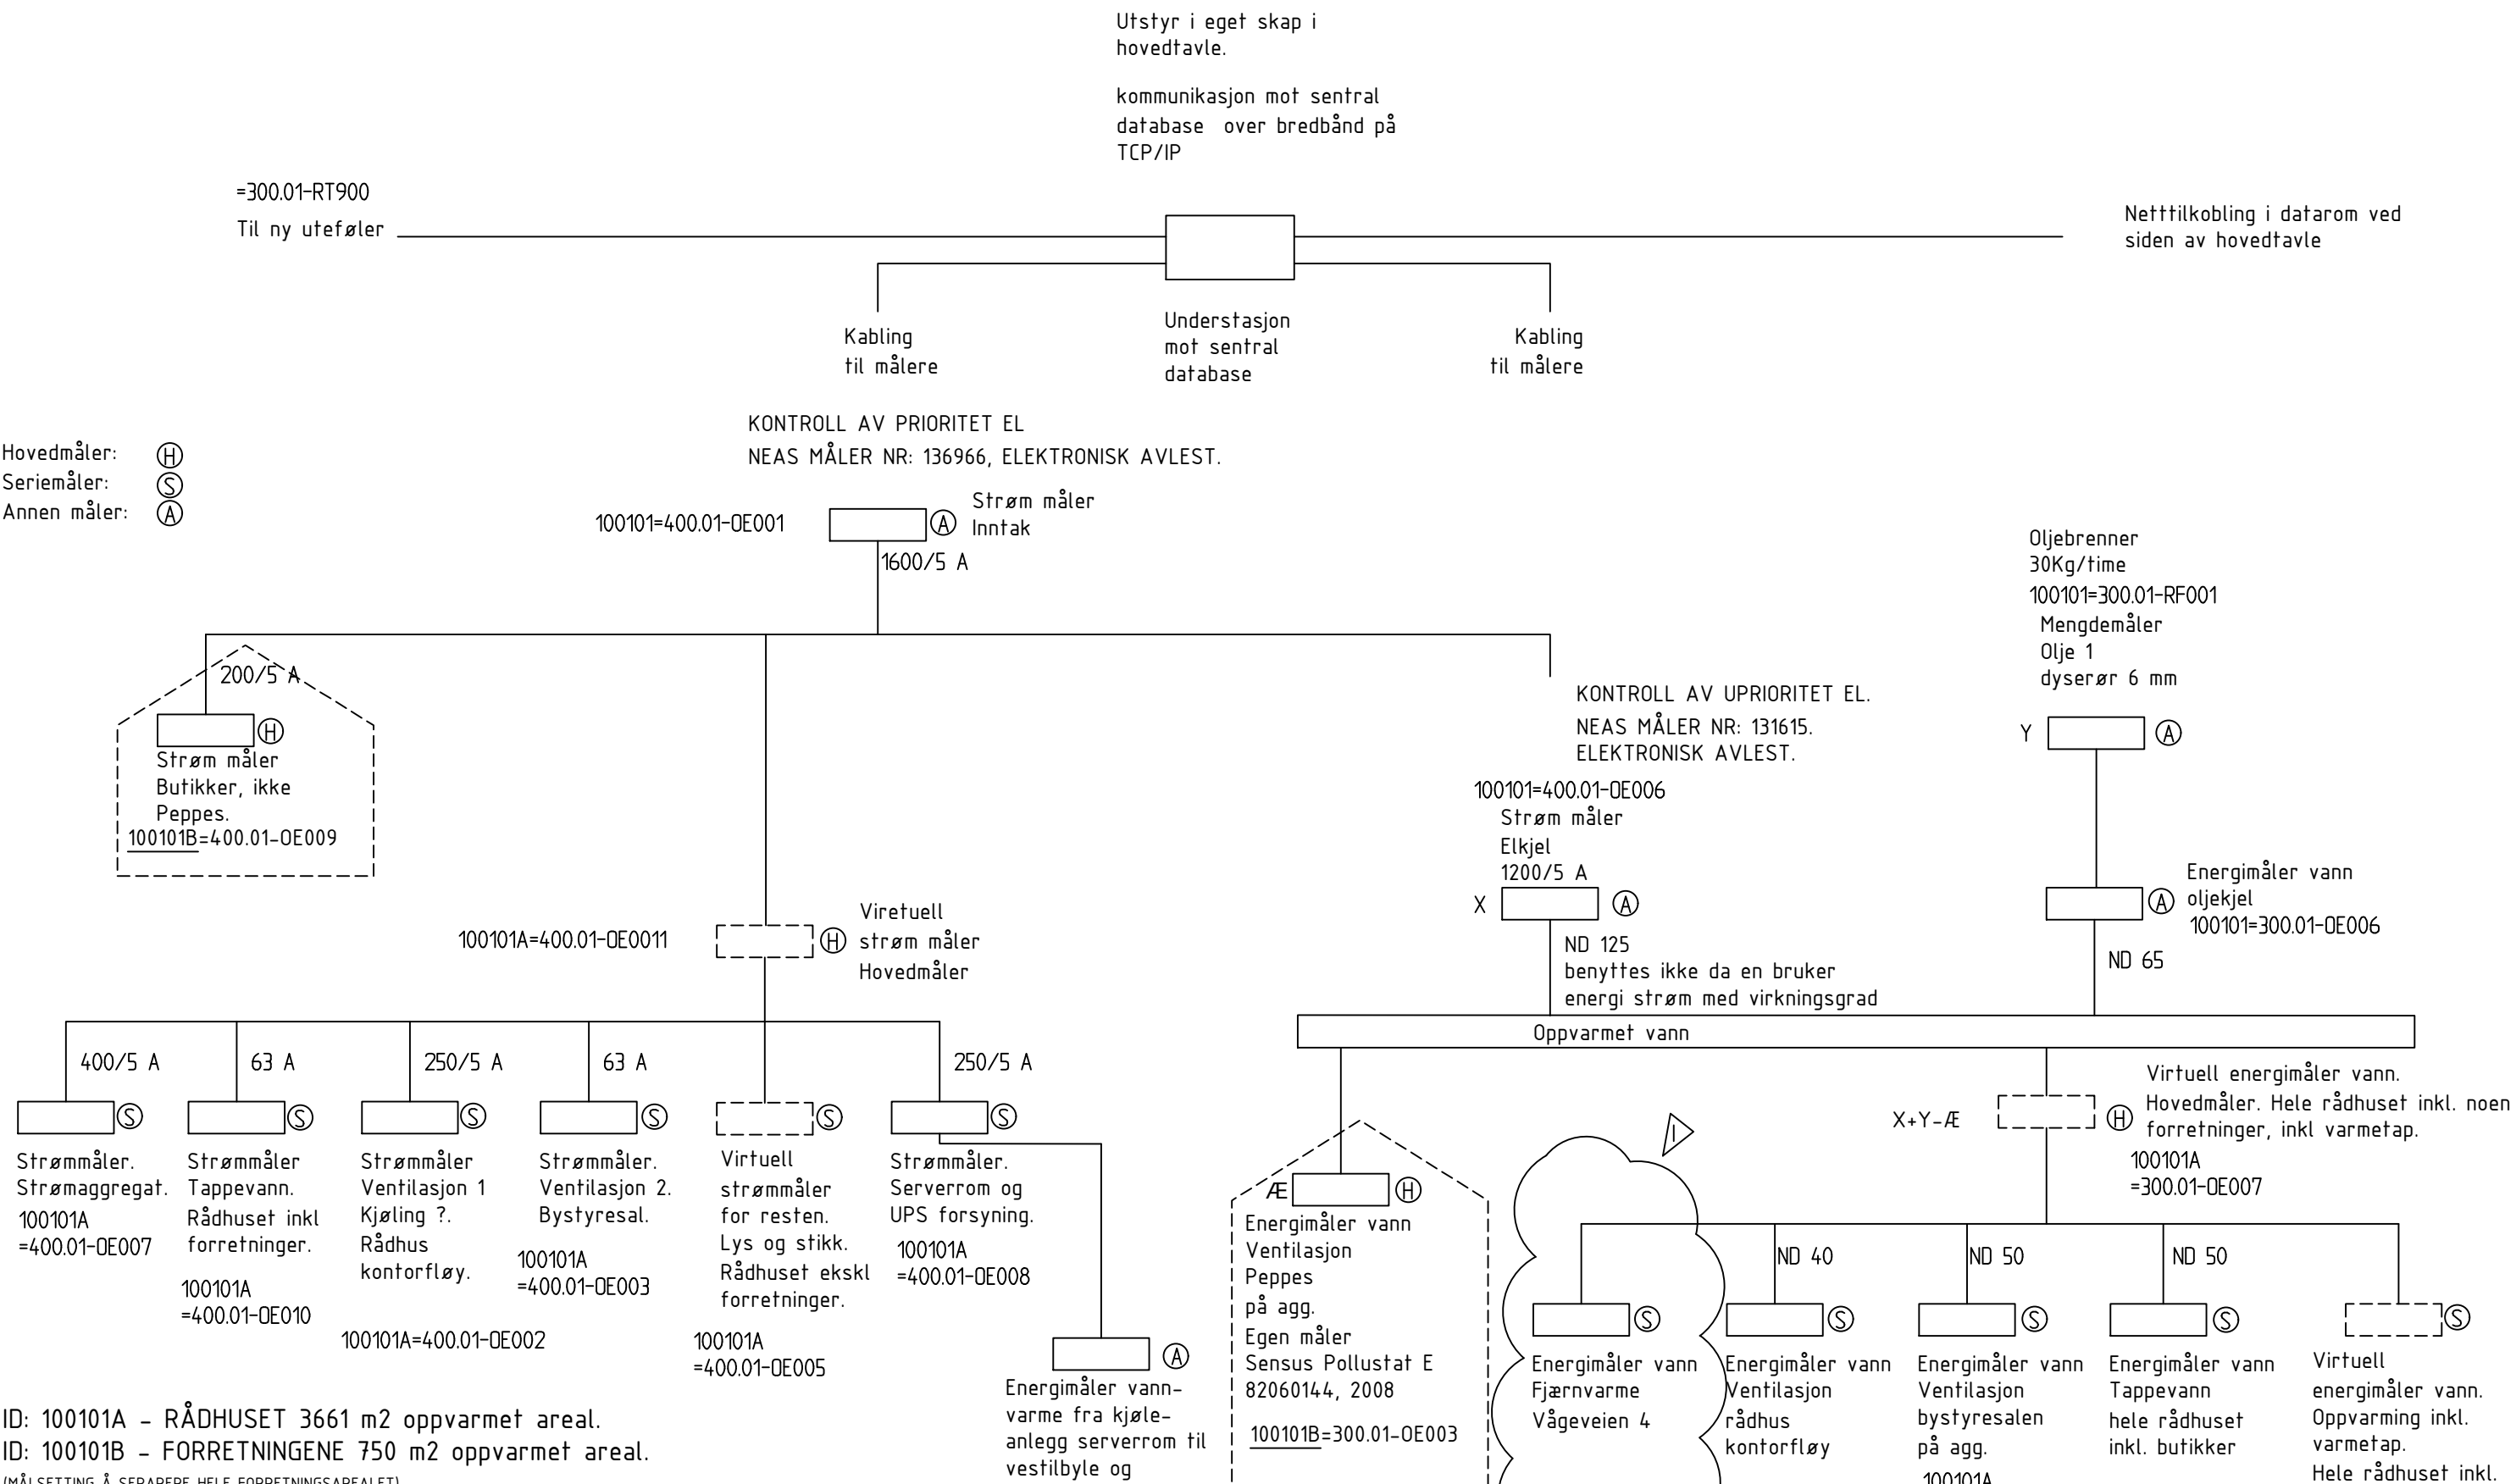 Utstyr i eget skap i
hovedtavle.
kommunikasjon mot sentral
database over bredbånd på
TCP/IP
=300.01-RT900
Til ny uteføler
Netttilkobling i datarom ved
siden av hovedtavle
Kabling
til målere
Understasjon
mot sentral
database
Kabling
til målere
KONTROLL AV PRIORITET EL
NEAS MÅLER NR: 136966, ELEKTRONISK AVLEST.
Hovedmåler: H
Seriemåler: S
Annen måler: A
100101=400.01-OE001
A
Strøm måler
Inntak
1600/5 A
Oljebrenner
30Kg/time
100101=300.01-RF001
Mengdemåler
Olje 1
dyserør 6 mm
Y
A
200/5 A
H
Strøm måler
Butikker, ikke
Peppes.
100101B=400.01-OE009
KONTROLL AV UPRIORITET EL.
NEAS MÅLER NR: 131615.
ELEKTRONISK AVLEST.
100101=400.01-OE006
Strøm måler
Elkjel
1200/5 A
X
A
ND 125
benyttes ikke da en bruker
energi strøm med virkningsgrad
A
Energimåler vann
oljekjel
100101=300.01-OE006
ND 65
100101A=400.01-OE0011
H
Viretuell
strøm måler
Hovedmåler
Oppvarmet vann
400/5 A
S
Strømmåler.
Strømaggregat.
100101A
=400.01-OE007
63 A
S
Strømmåler
Tappevann.
Rådhuset inkl
forretninger.
100101A
=400.01-OE010
250/5 A
S
Strømmåler
Ventilasjon 1
Kjøling ?.
Rådhus
kontorfløy.
100101A=400.01-OE002
63 A
S
Strømmåler.
Ventilasjon 2.
Bystyresal.
100101A
=400.01-OE003
S
Virtuell
strømmåler
for resten.
Lys og stikk.
Rådhuset ekskl
forretninger.
100101A
=400.01-OE005
250/5 A
S
Strømmåler.
Serverrom og
UPS forsyning.
100101A
=400.01-OE008
A
Energimåler vann-
varme fra kjøle-
anlegg serverrom til
vestilbyle og
Æ
H
Energimåler vann
Ventilasjon
Peppes
på agg.
Egen måler
Sensus Pollustat E
82060144, 2008
100101B=300.01-OE003
X+Y-Æ
H
Virtuell energimåler vann.
Hovedmåler. Hele rådhuset inkl. noen
forretninger, inkl varmetap.
100101A
=300.01-OE007
I
S
Energimåler vann
Fjærnvarme
Vågeveien 4
ND 40
S
Energimåler vann
Ventilasjon
rådhus
kontorfløy
ND 50
S
Energimåler vann
Ventilasjon
bystyresalen
på agg.
100101A
ND 50
S
Energimåler vann
Tappevann
hele rådhuset
inkl. butikker
S
Virtuell
energimåler vann.
Oppvarming inkl.
varmetap.
Hele rådhuset inkl.
ID: 100101A - RÅDHUSET 3661 m2 oppvarmet areal.
ID: 100101B - FORRETNINGENE 750 m2 oppvarmet areal.
(MÅLSETTING Å SEPARERE HELE FORRETNINGSAREALET)